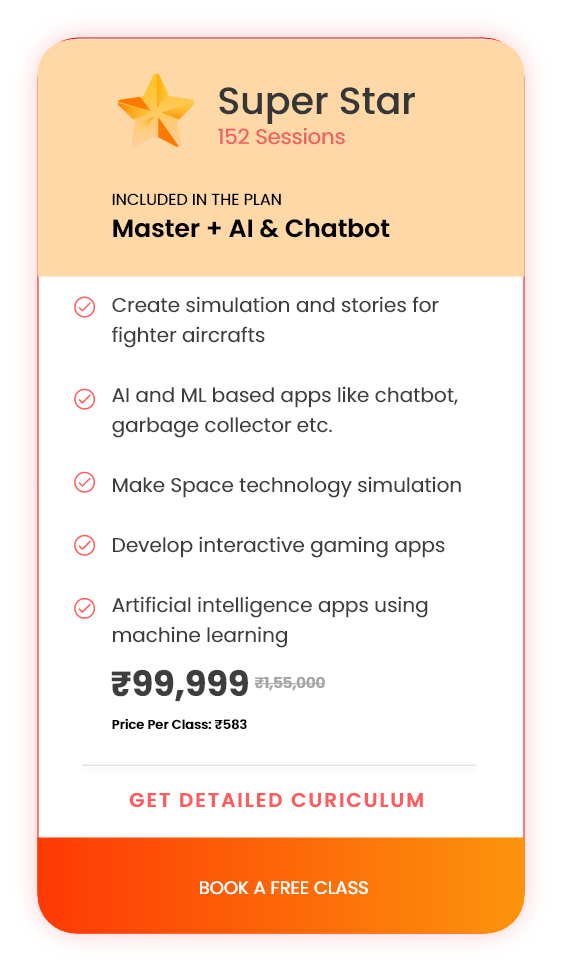 Super Star
152 Sessions
INCLUDED IN THE PLAN
Master + AI & Chatbot
Create simulation and stories for
fighter aircrafts
AI and ML based apps like chatbot,
garbage collector etc.
Make Space technology simulation
Develop interactive gaming apps
Artificial intelligence apps using
machine learning
₹99,999 ₹1,55,000
Price Per Class: ₹583
GET DETAILED CURICULUM
BOOK A FREE CLASS